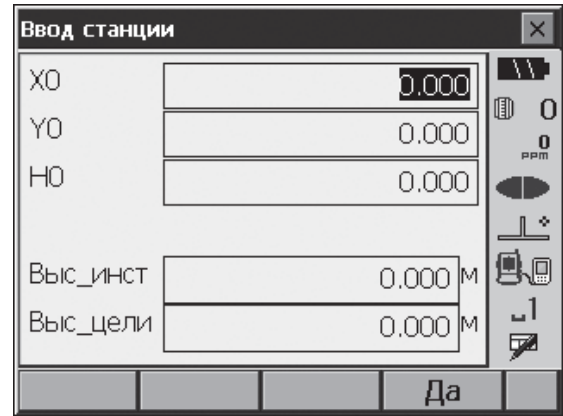 Ввод станции
X0 0.000
Y0 0.000
H0 0.000
Выс_инст 0.000 м
Выс_цели 0.000 м
0
0
PPM
1
Да